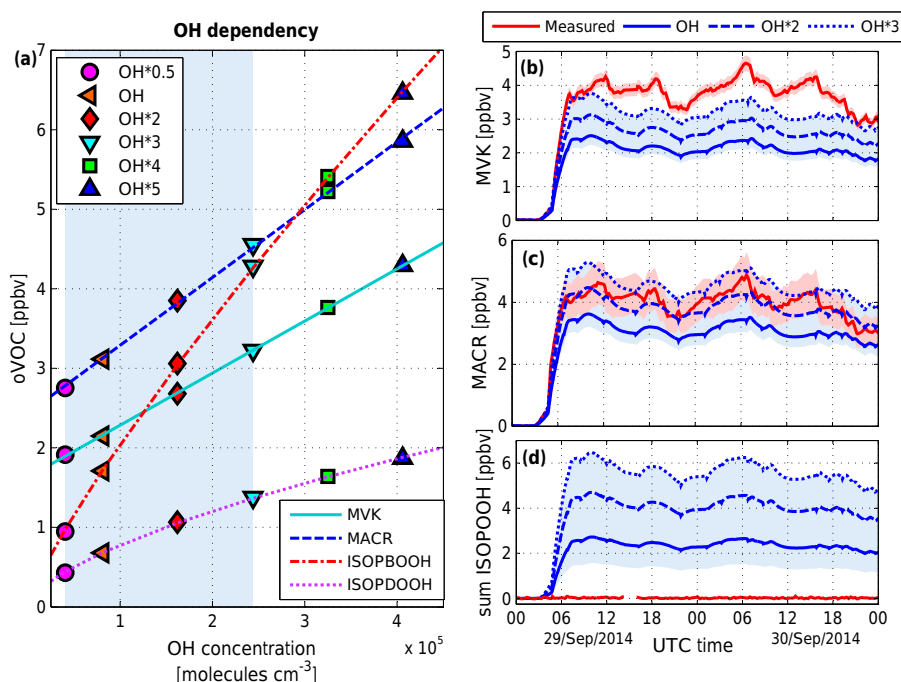 OH dependency
(a)
7
6
5
4
3
2
1
0
oVOC [ppbv]
OH*0.5
OH
OH*2
OH*3
OH*4
OH*5
MVK
MACR
ISOPBOOH
ISOPDOOH
1 2 3 4
x 10^5
OH concentration
[molecules cm^-3]
Measured OH OH*2 OH*3
(b)
5
4
3
2
1
0
MVK [ppbv]
(c)
6
4
2
0
MACR [ppbv]
(d)
6
4
2
0
sum ISOPOOH [ppbv]
00 06 12 18 00 06 12 18 00
29/Sep/2014 UTC time 30/Sep/2014